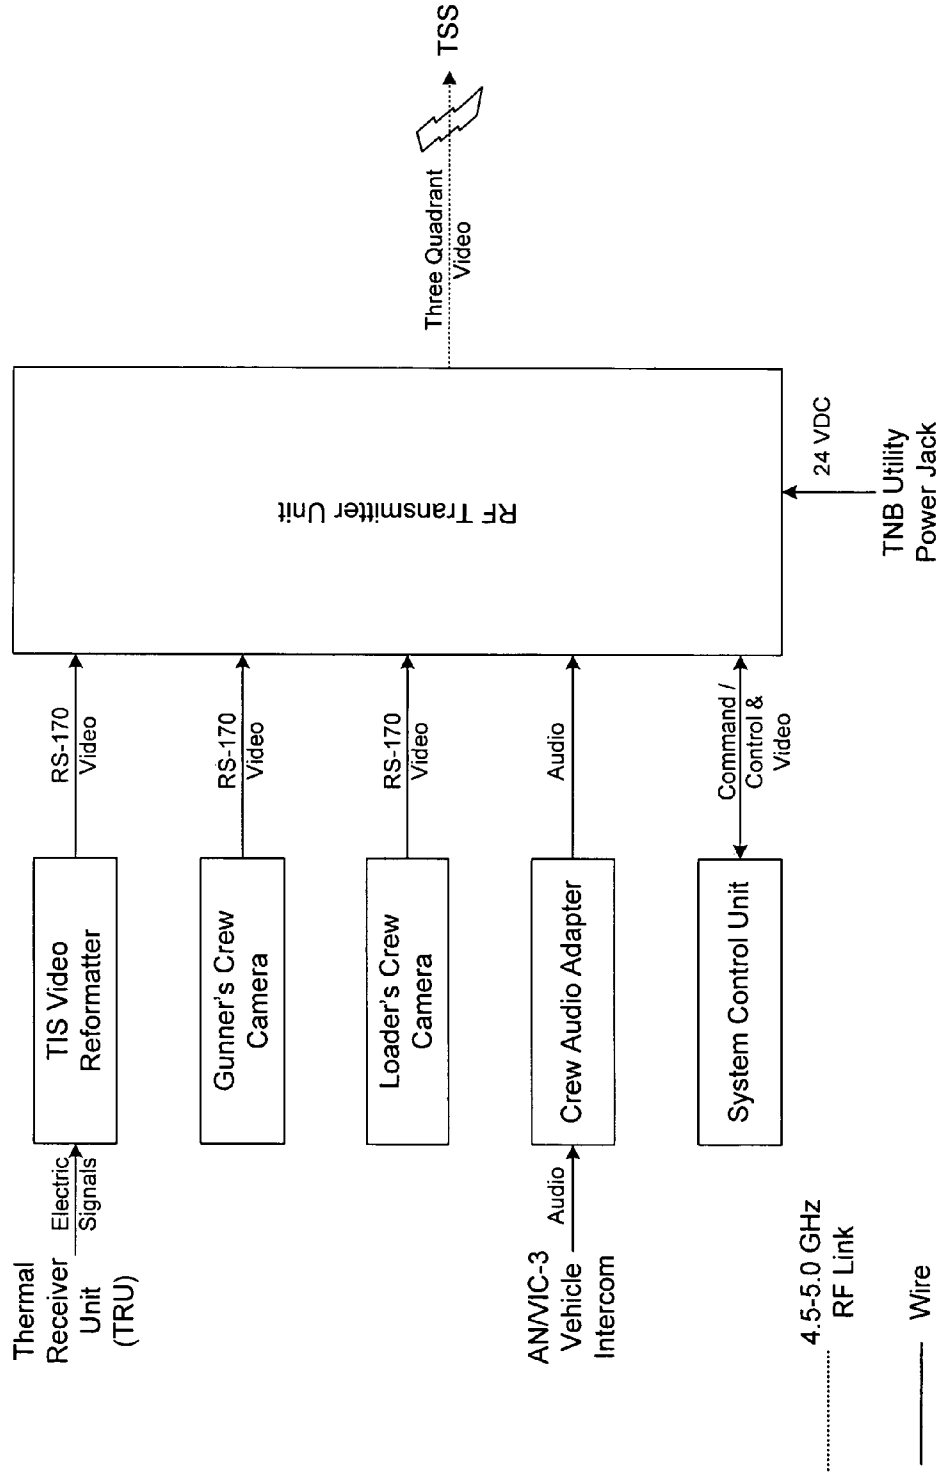 Thermal
Receiver
Unit
(TRU)
Electric
Signals
TIS Video
Reformatter
RS-170
Video
Gunner's Crew
Camera
RS-170
Video
Loader's Crew
Camera
RS-170
Video
AN/VIC-3
Vehicle
Intercom
Audio
Crew Audio Adapter
Audio
System Control Unit
Command /
Control &
Video
RF Transmitter Unit
Three Quadrant
Video
TSS
24 VDC
TNB Utility
Power Jack
4.5-5.0 GHz
RF Link
Wire